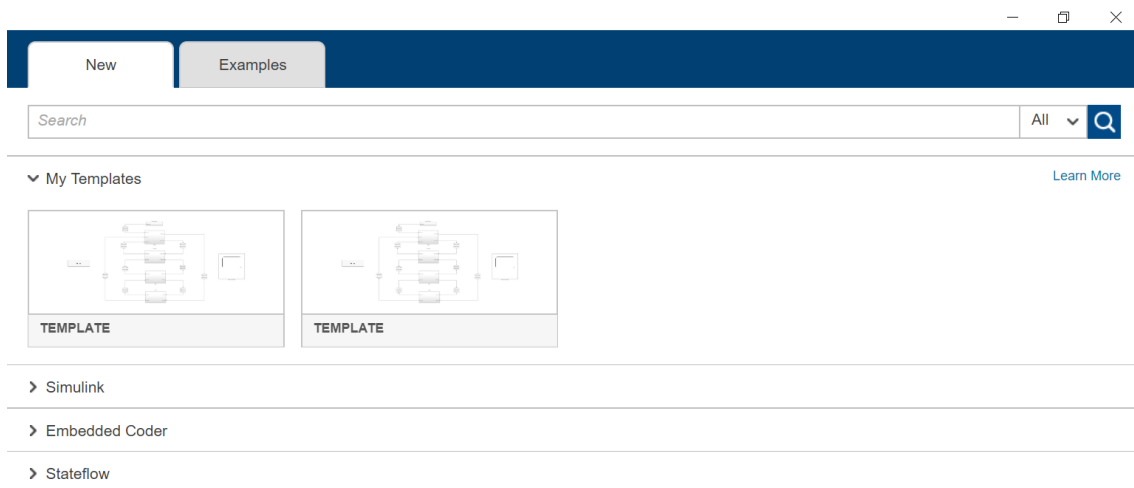 New Examples
Search All
My Templates Learn More
TEMPLATE TEMPLATE
Simulink
Embedded Coder
Stateflow